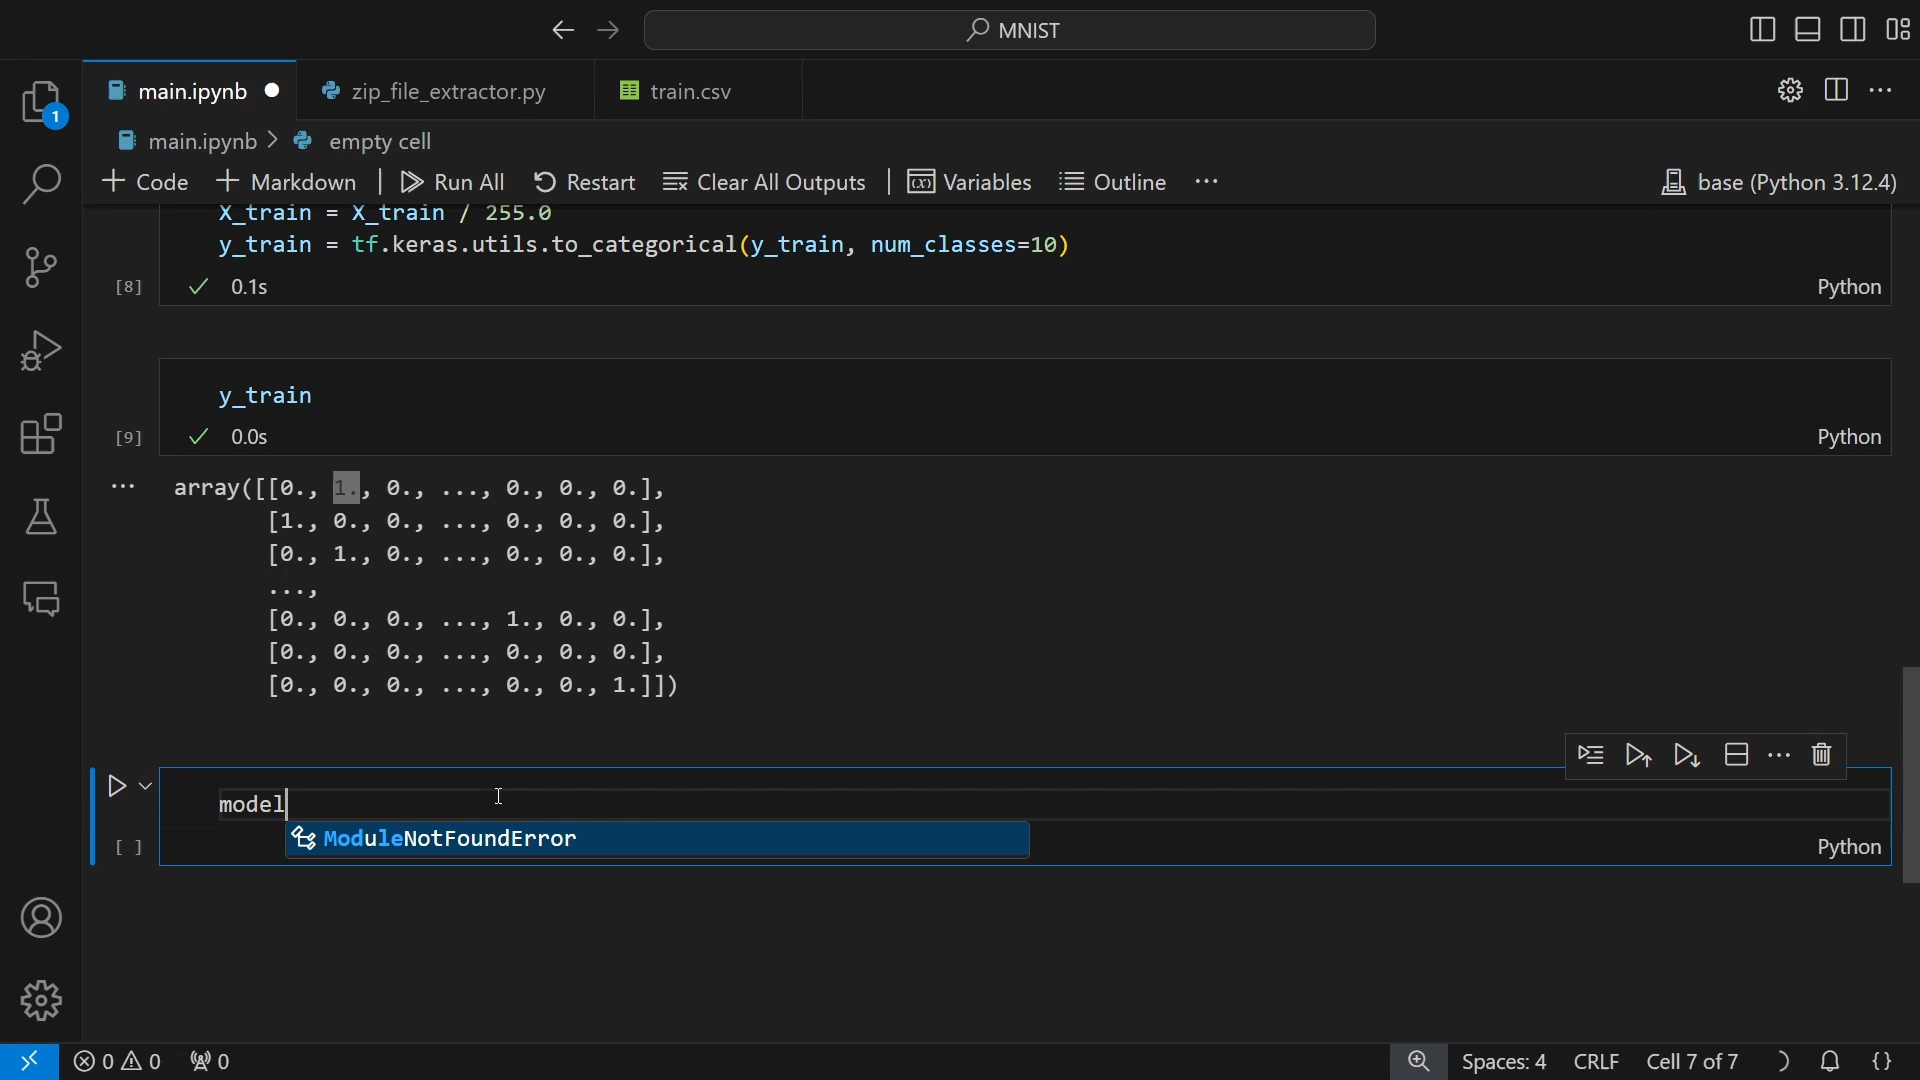 MNIST
main.ipynb
zip_file_extractor.py
train.csv
1
main.ipynb > empty cell
+ Code
+ Markdown
Run All
Restart
Clear All Outputs
Variables
Outline
...
base (Python 3.12.4)
X_train = X_train / 255.0
y_train = tf.keras.utils.to_categorical(y_train, num_classes=10)
[8]
0.1s
Python
y_train
[9]
0.0s
Python
... array([[0., 1., 0., ..., 0., 0., 0.],
[1., 0., 0., ..., 0., 0., 0.],
[0., 1., 0., ..., 0., 0., 0.],
...,
[0., 0., 0., ..., 1., 0., 0.],
[0., 0., 0., ..., 0., 0., 0.],
[0., 0., 0., ..., 0., 0., 1.]])
model
ModuleNotFoundError
[ ]
Python
0 0 0
Spaces: 4
CRLF
Cell 7 of 7
{}